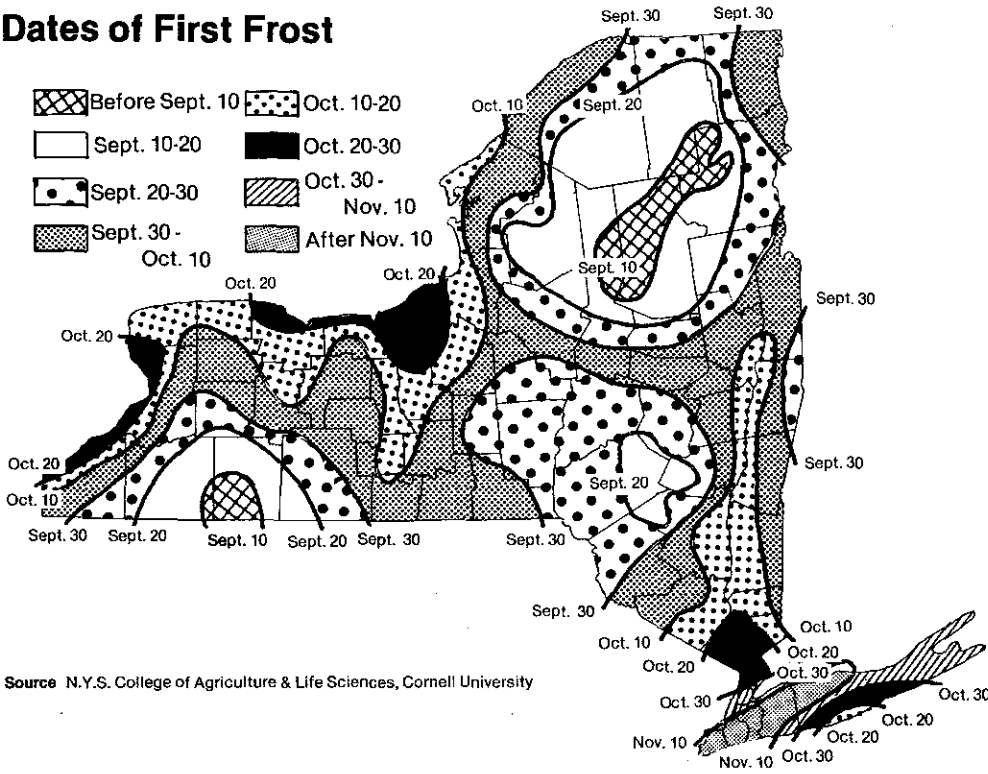 Dates of First Frost
Before Sept. 10
Sept. 10-20
Sept. 20-30
Sept. 30 -
Oct. 10
Oct. 10-20
Oct. 20-30
Oct. 30 -
Nov. 10
After Nov. 10
Sept. 30
Sept. 30
Oct. 10
Sept. 20
Sept. 10
Oct. 20
Oct. 20
Oct. 20
Sept. 30
Oct. 20
Oct. 10
Sept. 30
Sept. 20
Sept. 10
Sept. 20
Sept. 30
Sept. 20
Sept. 30
Sept. 30
Sept. 30
Oct. 10
Oct. 20
Oct. 10
Oct. 20
Oct. 30
Oct. 30
Nov. 10
Nov. 10
Oct. 30
Oct. 20
Oct. 20
Oct. 30
Source N.Y.S. College of Agriculture & Life Sciences, Cornell University